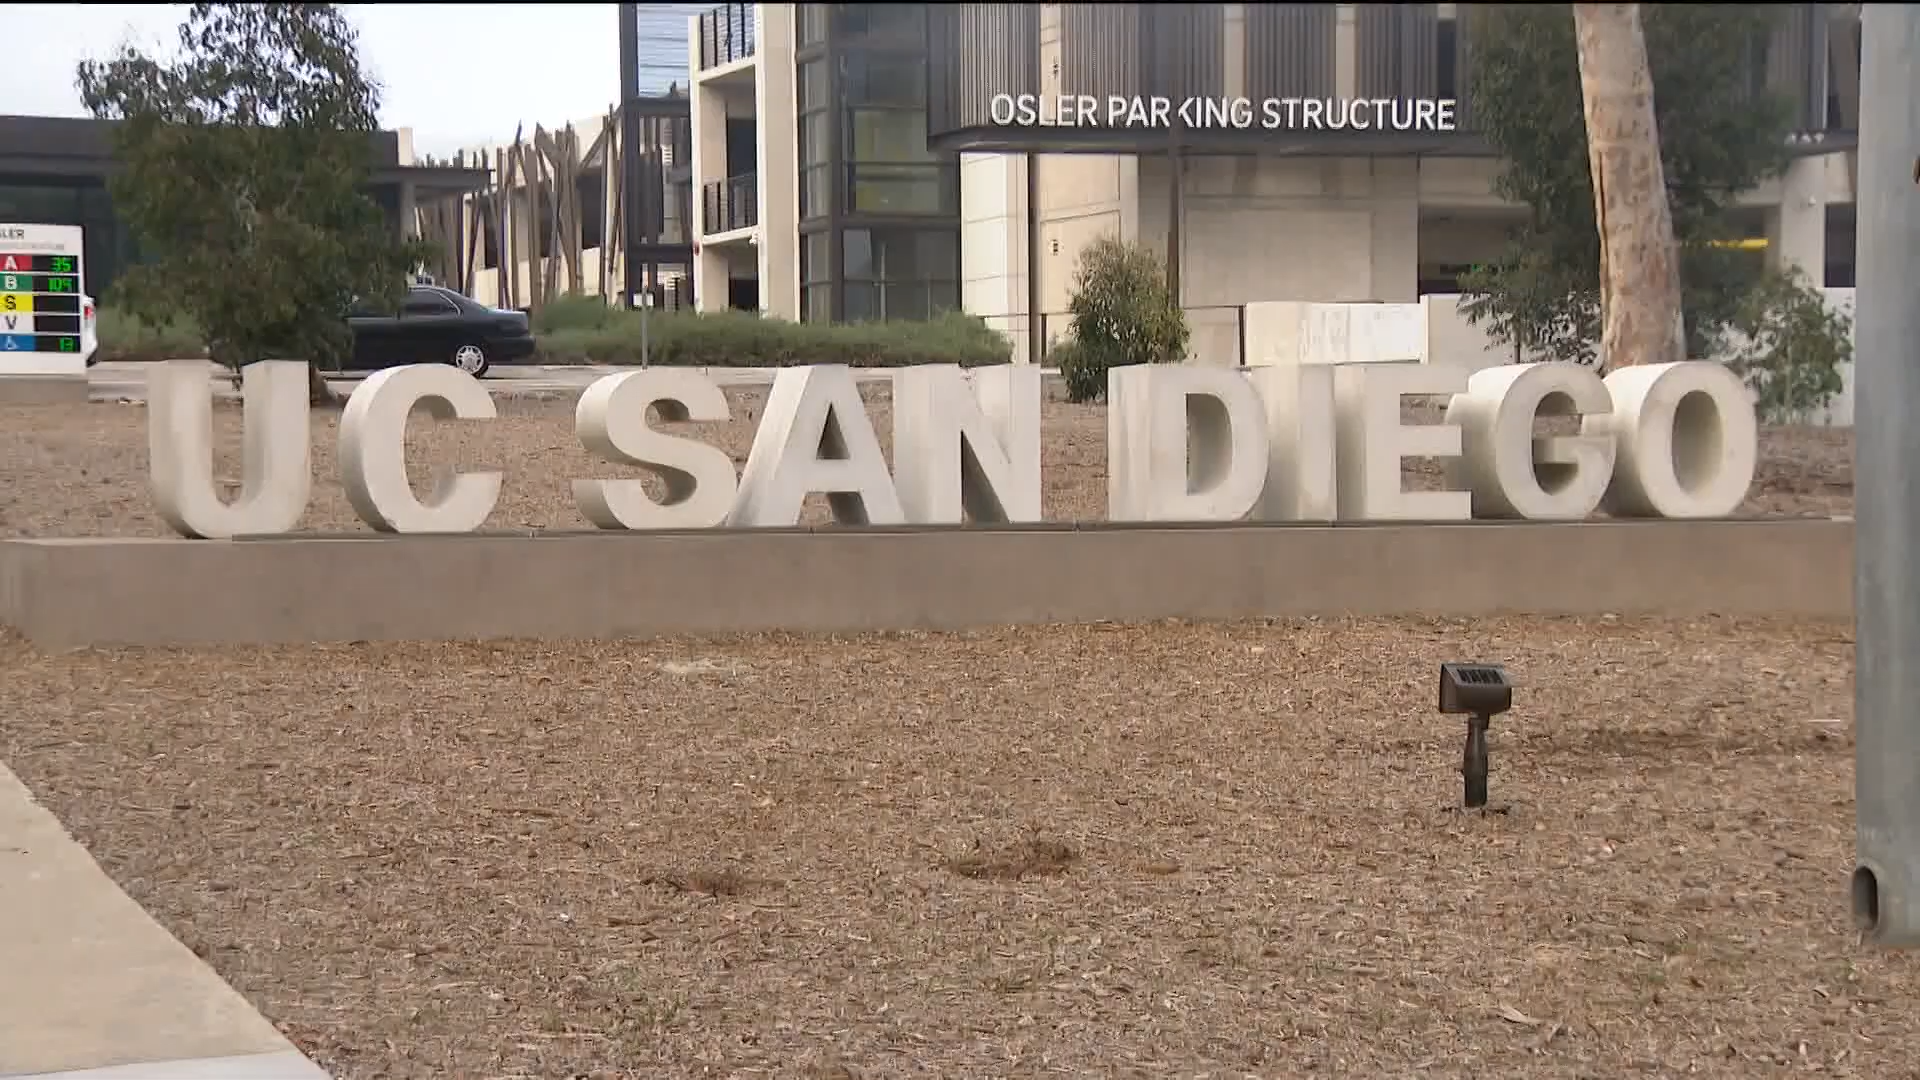 OSLER PARKING STRUCTURE
A 35
B 109
S
V
13
UC SAN DIEGO